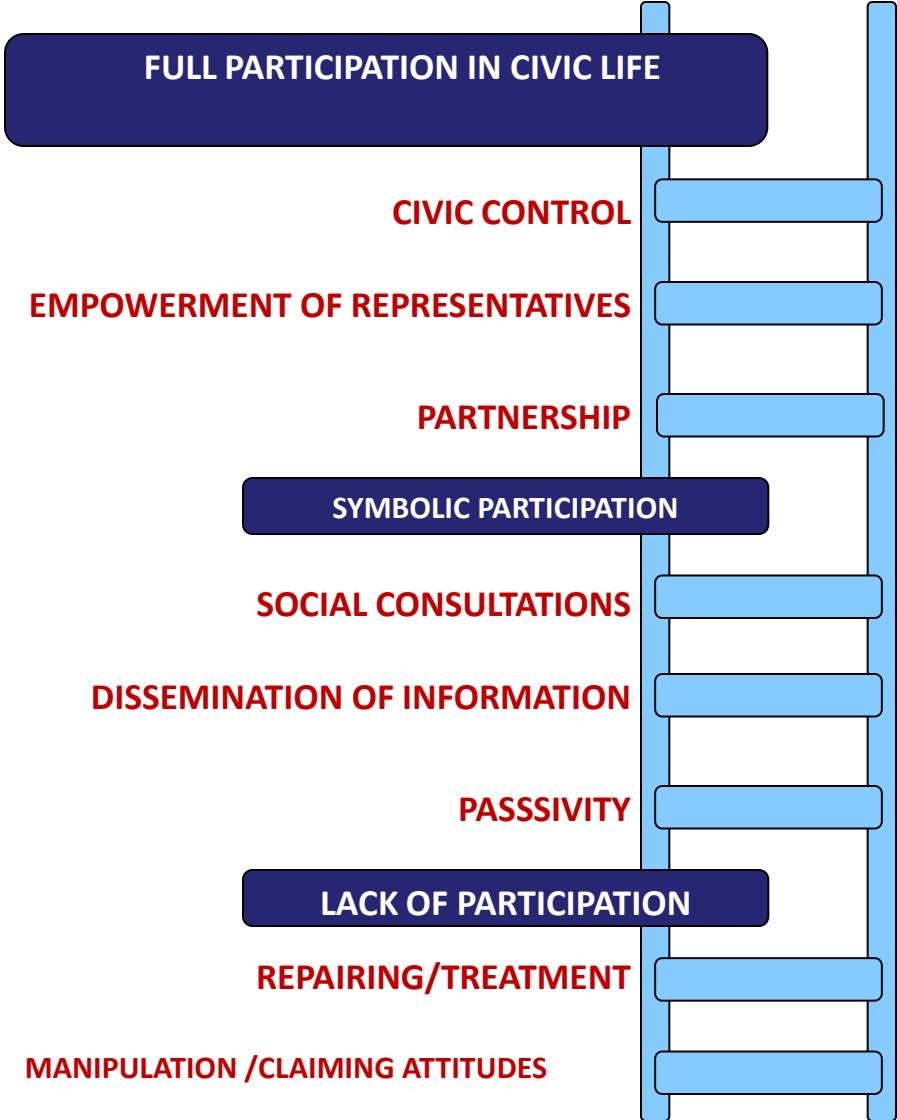 FULL PARTICIPATION IN CIVIC LIFE
CIVIC CONTROL
EMPOWERMENT OF REPRESENTATIVES
PARTNERSHIP
SYMBOLIC PARTICIPATION
SOCIAL CONSULTATIONS
DISSEMINATION OF INFORMATION
PASSSIVITY
LACK OF PARTICIPATION
REPAIRING/TREATMENT
MANIPULATION /CLAIMING ATTITUDES